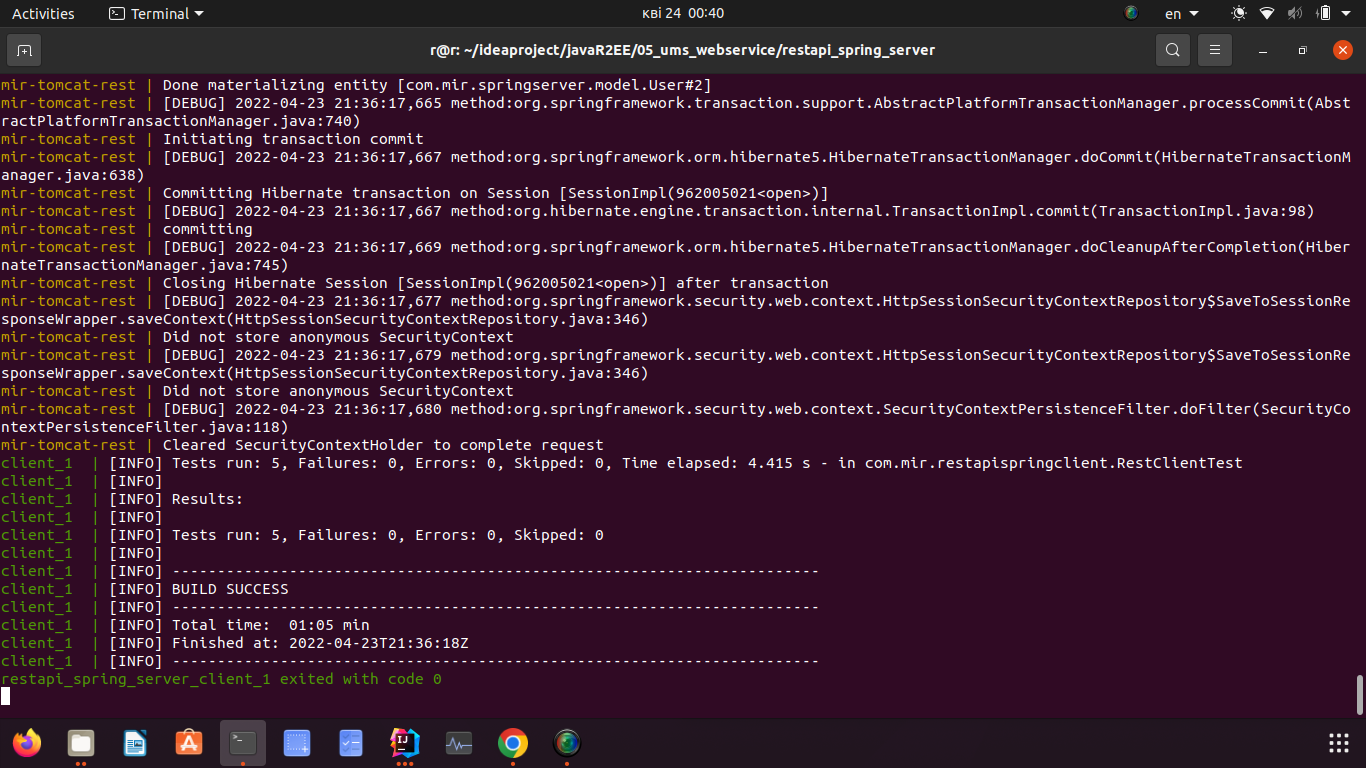 Activities
Terminal
кві 24 00:40
en
r@r: ~/ideaproject/javaR2EE/05_ums_webservice/restapi_spring_server
mir-tomcat-rest | Done materializing entity [com.mir.springserver.model.User#2]
mir-tomcat-rest | [DEBUG] 2022-04-23 21:36:17,665 method:org.springframework.transaction.support.AbstractPlatformTransactionManager.processCommit(Abst
ractPlatformTransactionManager.java:740)
mir-tomcat-rest | Initiating transaction commit
mir-tomcat-rest | [DEBUG] 2022-04-23 21:36:17,667 method:org.springframework.orm.hibernate5.HibernateTransactionManager.doCommit(HibernateTransactionM
anager.java:638)
mir-tomcat-rest | Committing Hibernate transaction on Session [SessionImpl(962005021<open>)]
mir-tomcat-rest | [DEBUG] 2022-04-23 21:36:17,667 method:org.hibernate.engine.transaction.internal.TransactionImpl.commit(TransactionImpl.java:98)
mir-tomcat-rest | committing
mir-tomcat-rest | [DEBUG] 2022-04-23 21:36:17,669 method:org.springframework.orm.hibernate5.HibernateTransactionManager.doCleanupAfterCompletion(Hiber
nateTransactionManager.java:745)
mir-tomcat-rest | Closing Hibernate Session [SessionImpl(962005021<open>)] after transaction
mir-tomcat-rest | [DEBUG] 2022-04-23 21:36:17,677 method:org.springframework.security.web.context.HttpSessionSecurityContextRepository$SaveToSessionRe
sponseWrapper.saveContext(HttpSessionSecurityContextRepository.java:346)
mir-tomcat-rest | Did not store anonymous SecurityContext
mir-tomcat-rest | [DEBUG] 2022-04-23 21:36:17,679 method:org.springframework.security.web.context.HttpSessionSecurityContextRepository$SaveToSessionRe
sponseWrapper.saveContext(HttpSessionSecurityContextRepository.java:346)
mir-tomcat-rest | Did not store anonymous SecurityContext
mir-tomcat-rest | [DEBUG] 2022-04-23 21:36:17,680 method:org.springframework.security.web.context.SecurityContextPersistenceFilter.doFilter(SecurityCo
ntextPersistenceFilter.java:118)
mir-tomcat-rest | Cleared SecurityContextHolder to complete request
client_1  | [INFO] Tests run: 5, Failures: 0, Errors: 0, Skipped: 0, Time elapsed: 4.415 s - in com.mir.restapispringclient.RestClientTest
client_1  | [INFO]
client_1  | [INFO] Results:
client_1  | [INFO]
client_1  | [INFO] Tests run: 5, Failures: 0, Errors: 0, Skipped: 0
client_1  | [INFO]
client_1  | [INFO] ------------------------------------------------------------------------
client_1  | [INFO] BUILD SUCCESS
client_1  | [INFO] ------------------------------------------------------------------------
client_1  | [INFO] Total time:  01:05 min
client_1  | [INFO] Finished at: 2022-04-23T21:36:18Z
client_1  | [INFO] ------------------------------------------------------------------------
restapi_spring_server_client_1 exited with code 0